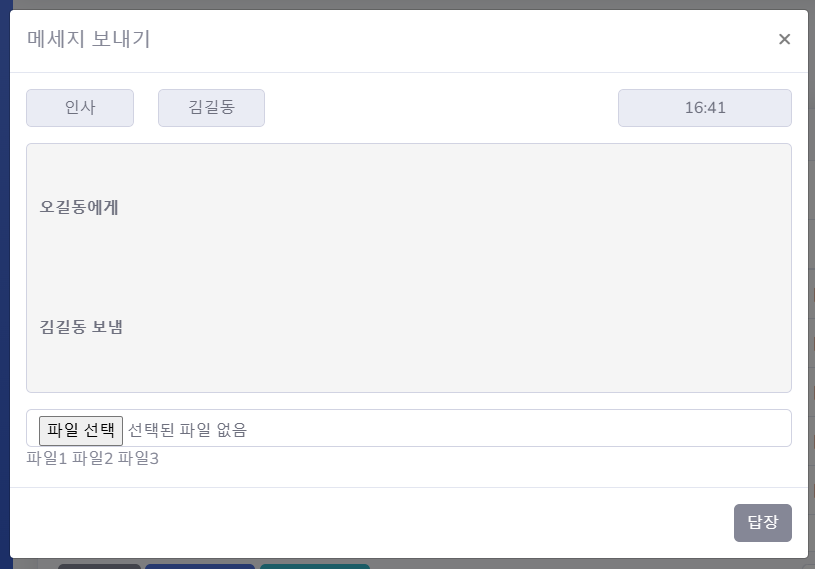 메세지 보내기 ×
인사 김길동 16:41
오길동에게
김길동 보냄
파일 선택 선택된 파일 없음
파일1 파일2 파일3
답장